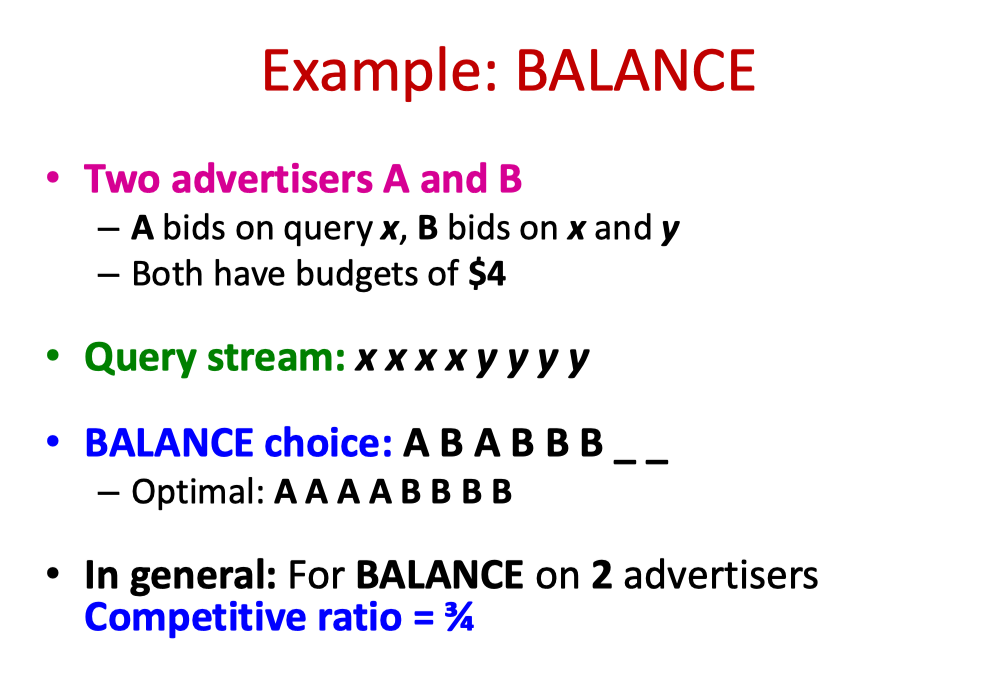 Example: BALANCE
• Two advertisers A and B
– A bids on query x, B bids on x and y
– Both have budgets of $4
• Query stream: x x x x y y y y
• BALANCE choice: A B A B B B _ _
– Optimal: A A A A B B B B
• In general: For BALANCE on 2 advertisers
Competitive ratio = ¾